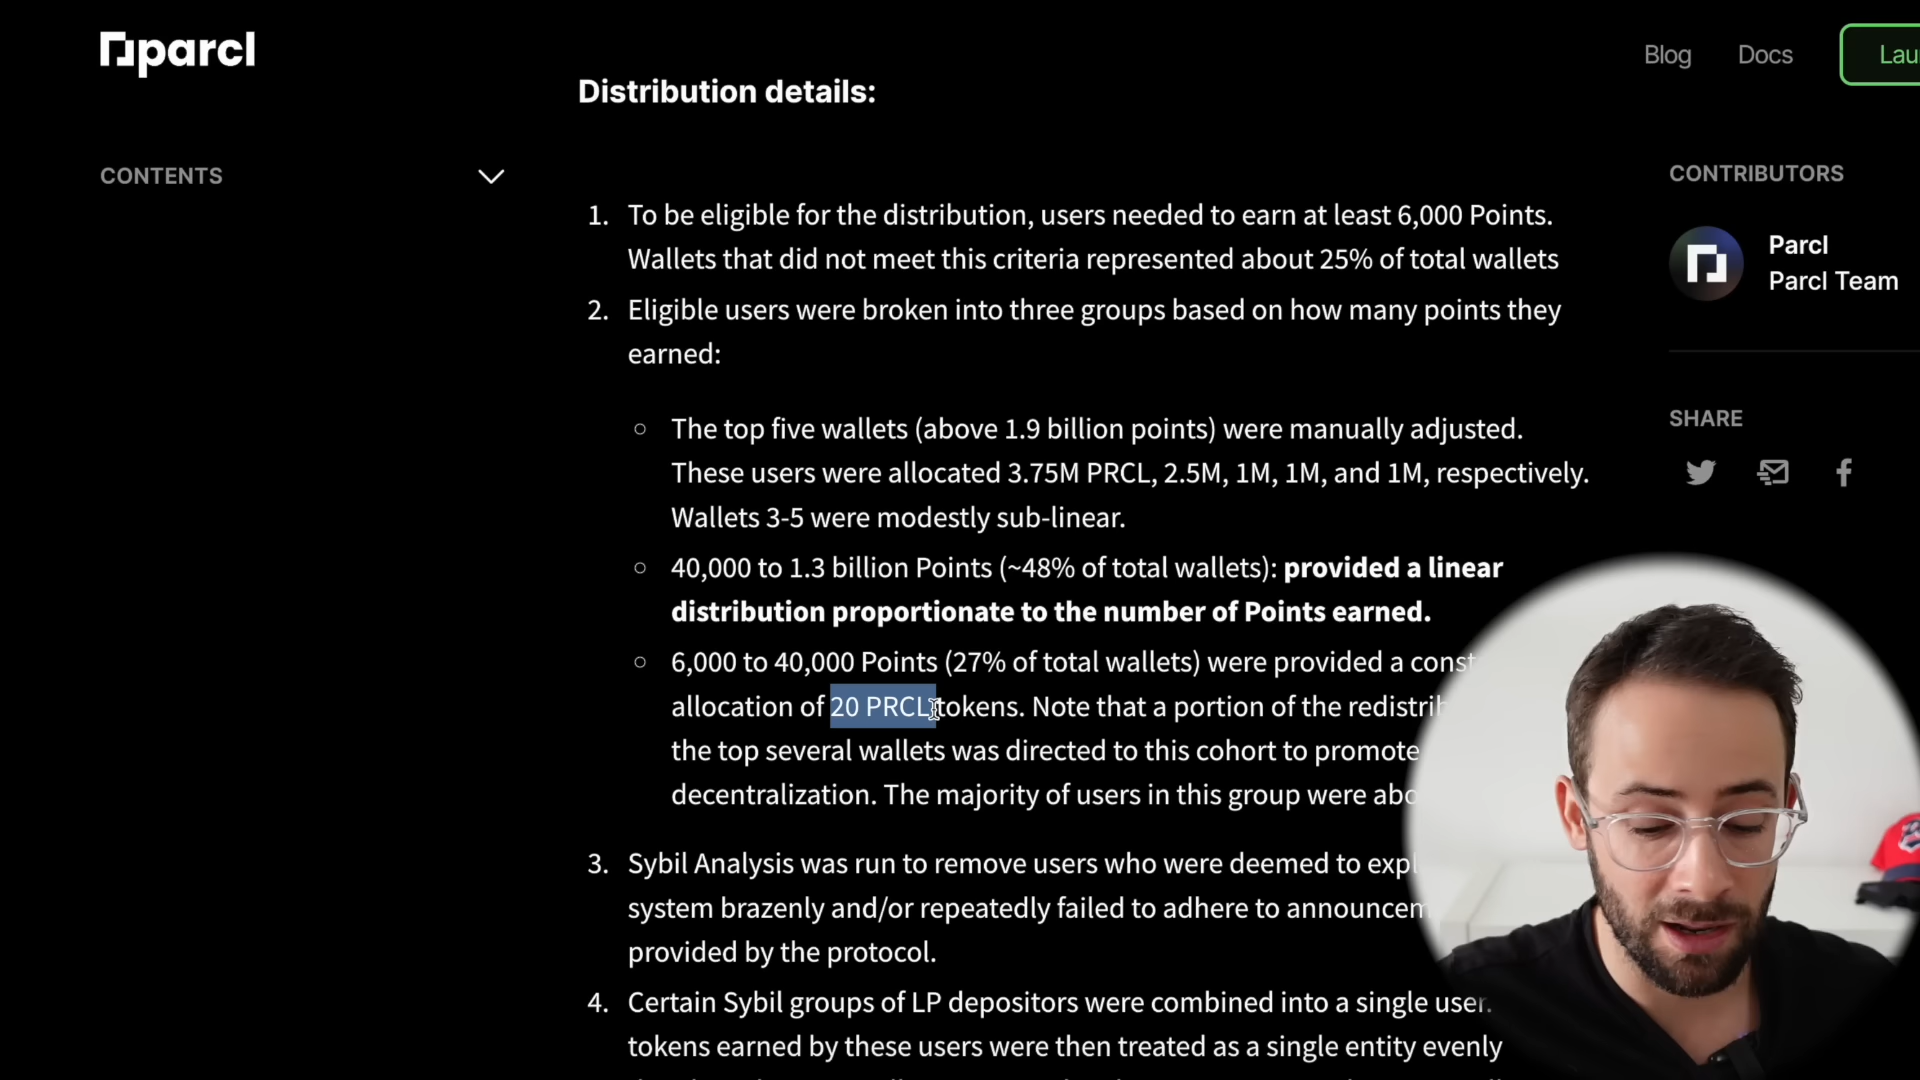 parcl
Blog
Docs
Distribution details:
CONTENTS
1. To be eligible for the distribution, users needed to earn at least 6,000 Points.
Wallets that did not meet this criteria represented about 25% of total wallets
2. Eligible users were broken into three groups based on how many points they
earned:
The top five wallets (above 1.9 billion points) were manually adjusted.
These users were allocated 3.75M PRCL, 2.5M, 1M, 1M, and 1M, respectively.
Wallets 3-5 were modestly sub-linear.
40,000 to 1.3 billion Points (~48% of total wallets): provided a linear
distribution proportionate to the number of Points earned.
6,000 to 40,000 Points (27% of total wallets) were provided a
allocation of 20 PRCL tokens. Note that a portion of the
the top several wallets was directed to this cohort to promote
decentralization. The majority of users in this group were
3. Sybil Analysis was run to remove users who were deemed to
system brazenly and/or repeatedly failed to adhere to
provided by the protocol.
4. Certain Sybil groups of LP depositors were combined into a single user.
tokens earned by these users were then treated as a single entity evenly
CONTRIBUTORS
Parcl
Parcl Team
SHARE